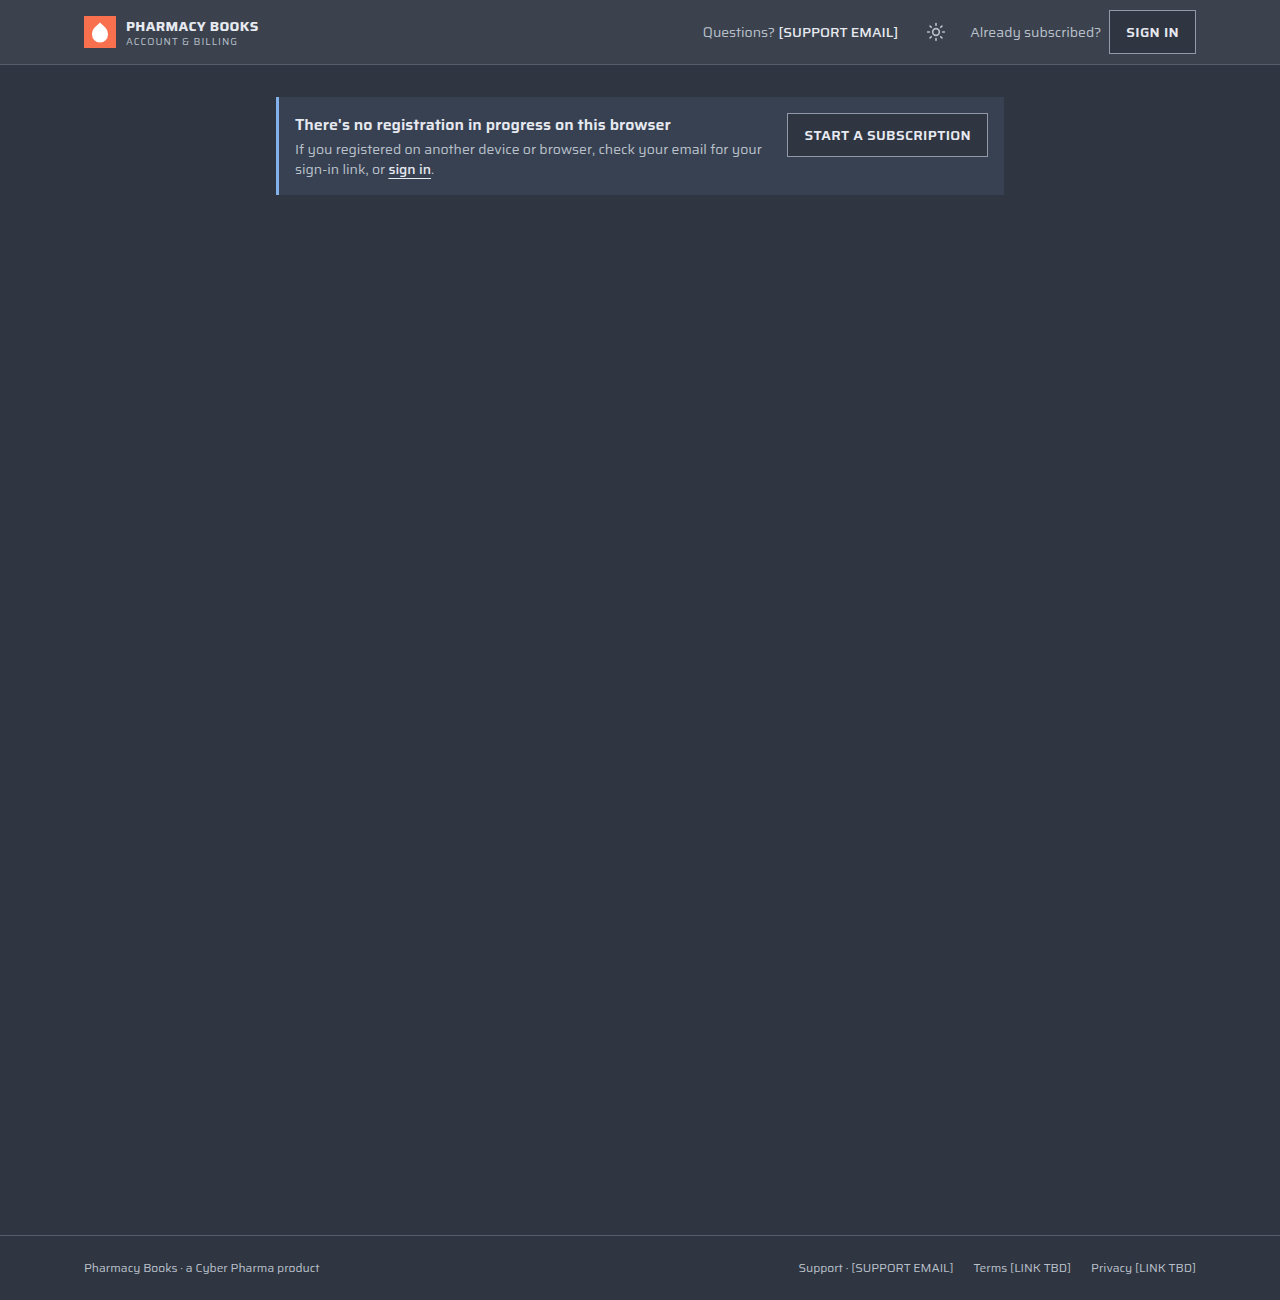 PHARMACY BOOKS
ACCOUNT & BILLING
Questions? [SUPPORT EMAIL]
Already subscribed?
SIGN IN
There's no registration in progress on this browser
If you registered on another device or browser, check your email for your
sign-in link, or sign in.
START A SUBSCRIPTION
Pharmacy Books · a Cyber Pharma product
Support · [SUPPORT EMAIL]
Terms [LINK TBD]
Privacy [LINK TBD]